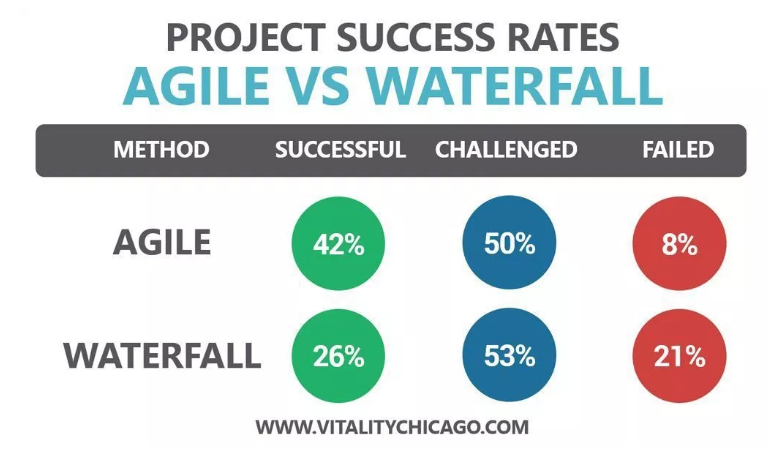 PROJECT SUCCESS RATES
AGILE VS WATERFALL
METHOD SUCCESSFUL CHALLENGED FAILED
AGILE 42% 50% 8%
WATERFALL 26% 53% 21%
WWW.VITALITYCHICAGO.COM